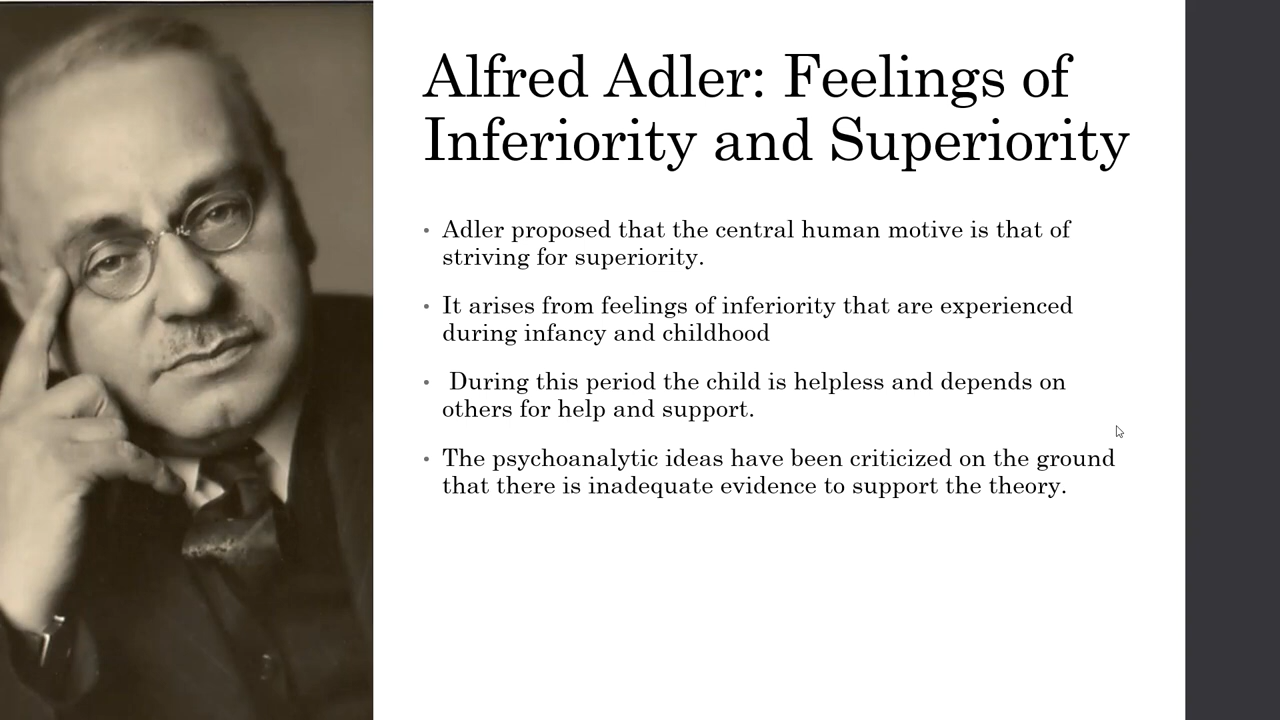 Alfred Adler: Feelings of
Inferiority and Superiority
• Adler proposed that the central human motive is that of
striving for superiority.
• It arises from feelings of inferiority that are experienced
during infancy and childhood
• During this period the child is helpless and depends on
others for help and support.
• The psychoanalytic ideas have been criticized on the ground
that there is inadequate evidence to support the theory.